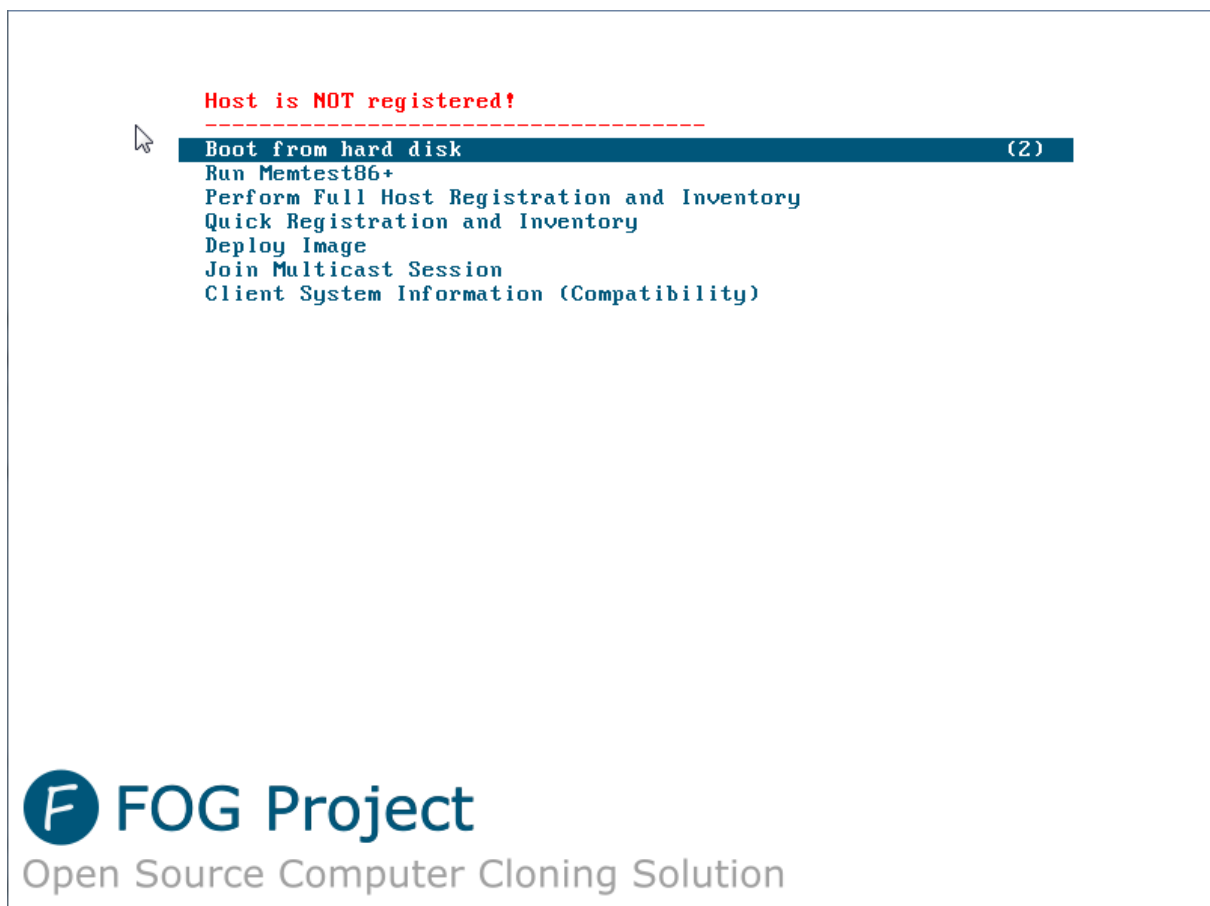 Host is NOT registered!
-------------------------------------
Boot from hard disk (2)
Run Memtest86+
Perform Full Host Registration and Inventory
Quick Registration and Inventory
Deploy Image
Join Multicast Session
Client System Information (Compatibility)
F FOG Project
Open Source Computer Cloning Solution